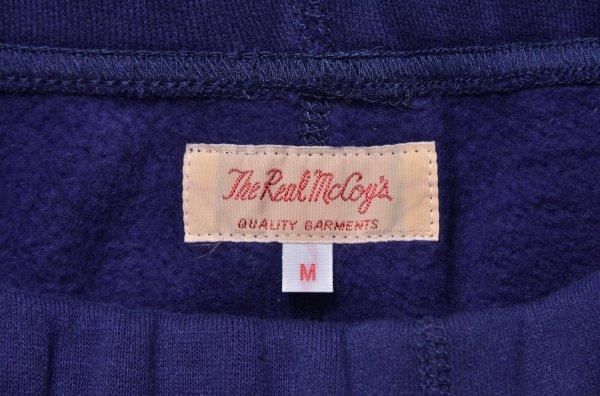 The Real McCoy's
QUALITY GARMENTS
M